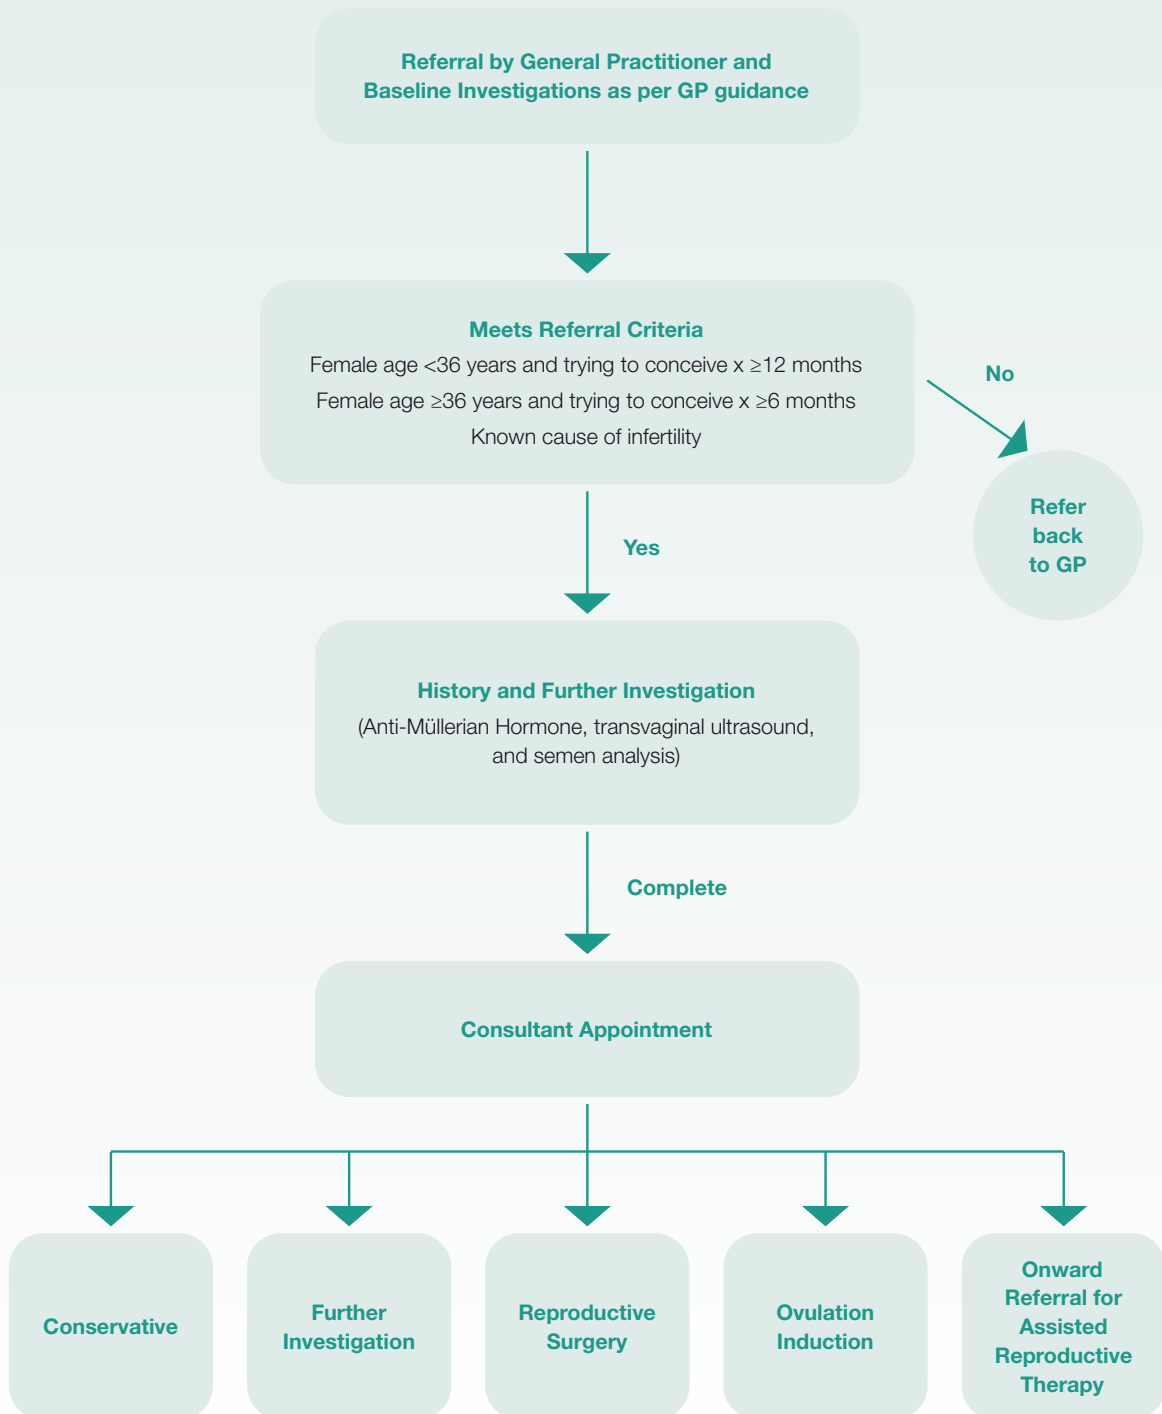 Referral by General Practitioner and
Baseline Investigations as per GP guidance
Meets Referral Criteria
Female age <36 years and trying to conceive x ≥12 months
Female age ≥36 years and trying to conceive x ≥6 months
Known cause of infertility
No
Refer
back
to GP
Yes
History and Further Investigation
(Anti-Müllerian Hormone, transvaginal ultrasound,
and semen analysis)
Complete
Consultant Appointment
Conservative
Further
Investigation
Reproductive
Surgery
Ovulation
Induction
Onward
Referral for
Assisted
Reproductive
Therapy